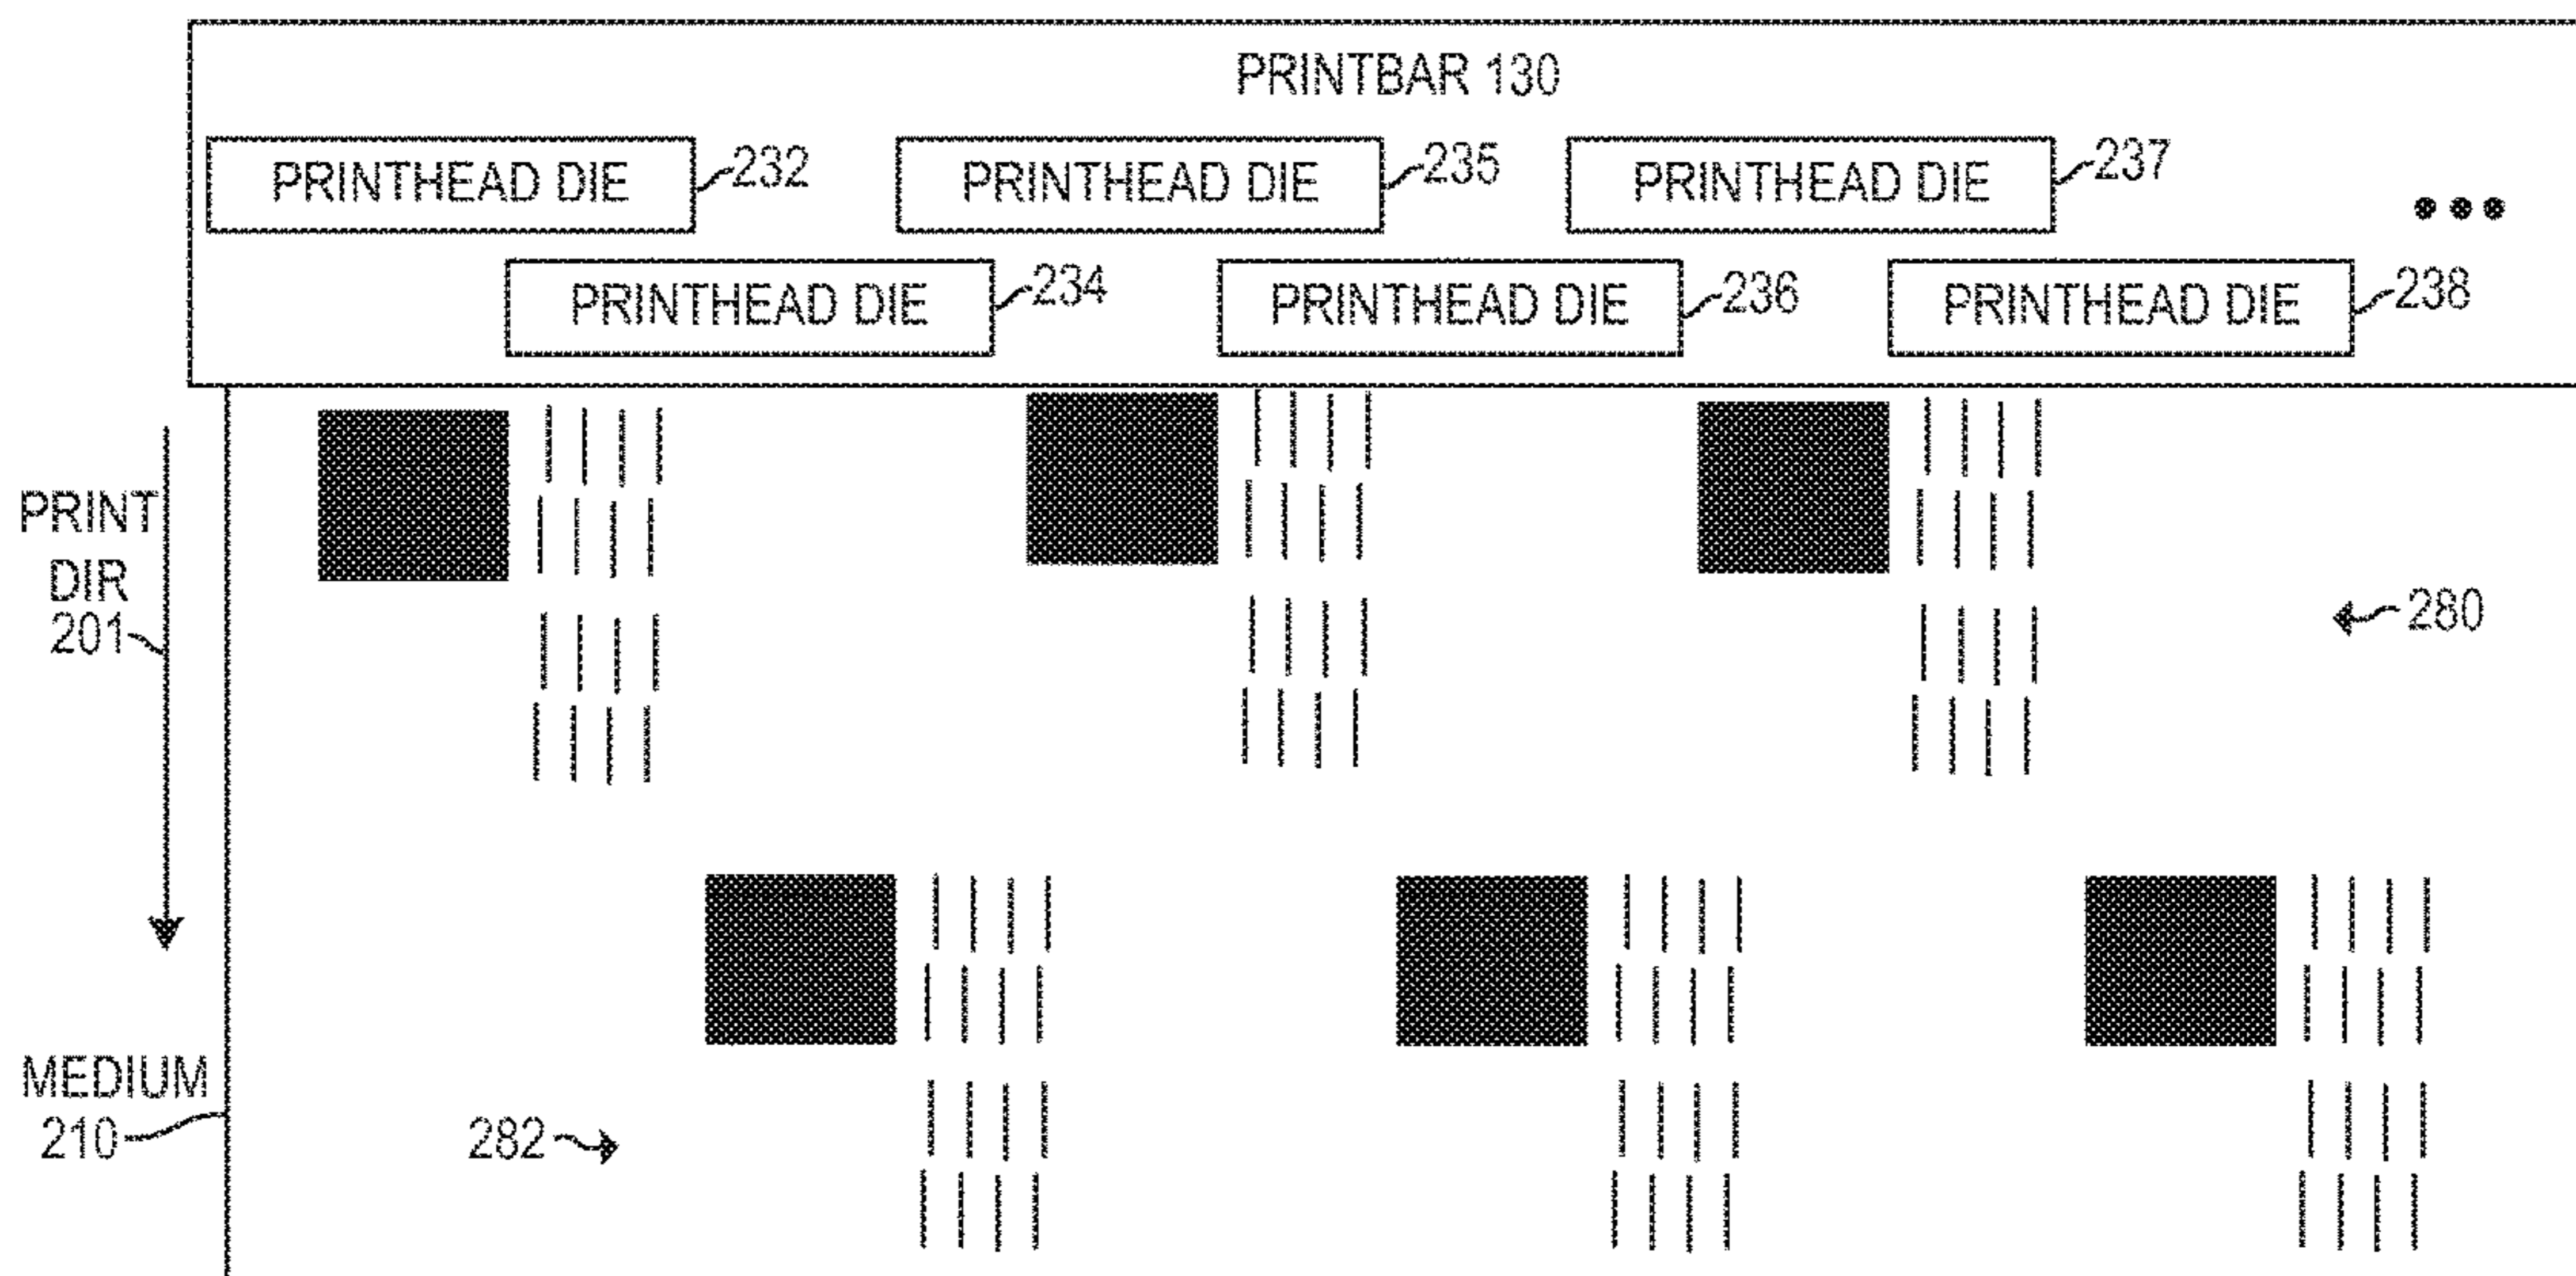 PRINTBAR 130
PRINTHEAD DIE 232
PRINTHEAD DIE 235
PRINTHEAD DIE 237
PRINTHEAD DIE 234
PRINTHEAD DIE 236
PRINTHEAD DIE 238
PRINT
DIR
201
280
MEDIUM
210
282